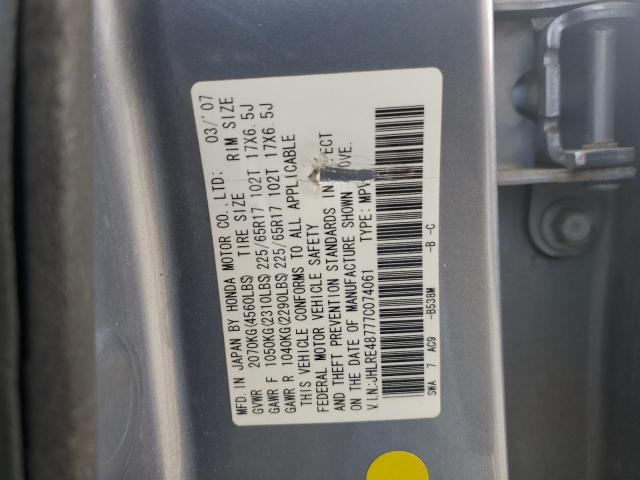 MFD.IN JAPAN BY HONDA MOTOR CO.,LTD: 03/'07
TIRE SIZE RIM SIZE
GVWR 2070KG(4560LBS)
GAWR F 1050KG(2310LBS) 225/65R17 102T 17X6.5J
GAWR R 1040KG(2290LBS) 225/65R17 102T 17X6.5J
THIS VEHICLE CONFORMS TO ALL APPLICABLE
FEDERAL MOTOR VEHICLE SAFETY
AND THEFT PREVENTION STANDARDS IN
ON THE DATE OF MANUFACTURE SHOWN
V.I.N:JHLRE48777C074061 TYPE: MPV
SWA 7 AC9 -B538M -B -C